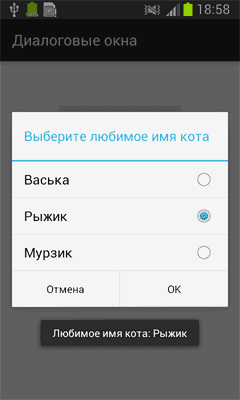 18:58
Диалоговые окна
Выберите любимое имя кота
Васька
Рыжик
Мурзик
Отмена
OK
Любимое имя кота: Рыжик